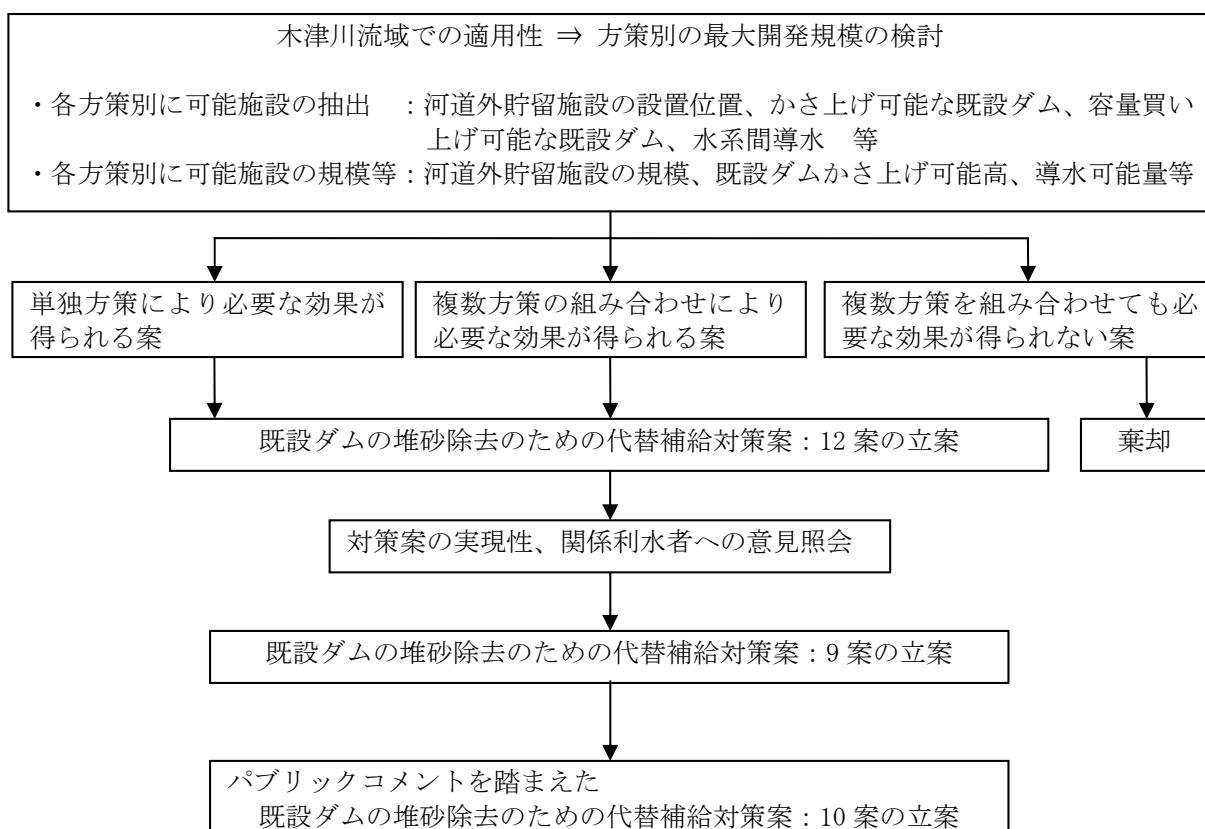 木津川流域での適用性 ⇒ 方策別の最大開発規模の検討
・各方策別に可能施設の抽出　：河道外貯留施設の設置位置、かさ上げ可能な既設ダム、容量買い
上げ可能な既設ダム、水系間導水　等
・各方策別に可能施設の規模等：河道外貯留施設の規模、既設ダムかさ上げ可能高、導水可能量等
単独方策により必要な効果が
得られる案
複数方策の組み合わせにより
必要な効果が得られる案
複数方策を組み合わせても必
要な効果が得られない案
既設ダムの堆砂除去のための代替補給対策案：12 案の立案
棄却
対策案の実現性、関係利水者への意見照会
既設ダムの堆砂除去のための代替補給対策案：9 案の立案
パブリックコメントを踏まえた
既設ダムの堆砂除去のための代替補給対策案：10 案の立案